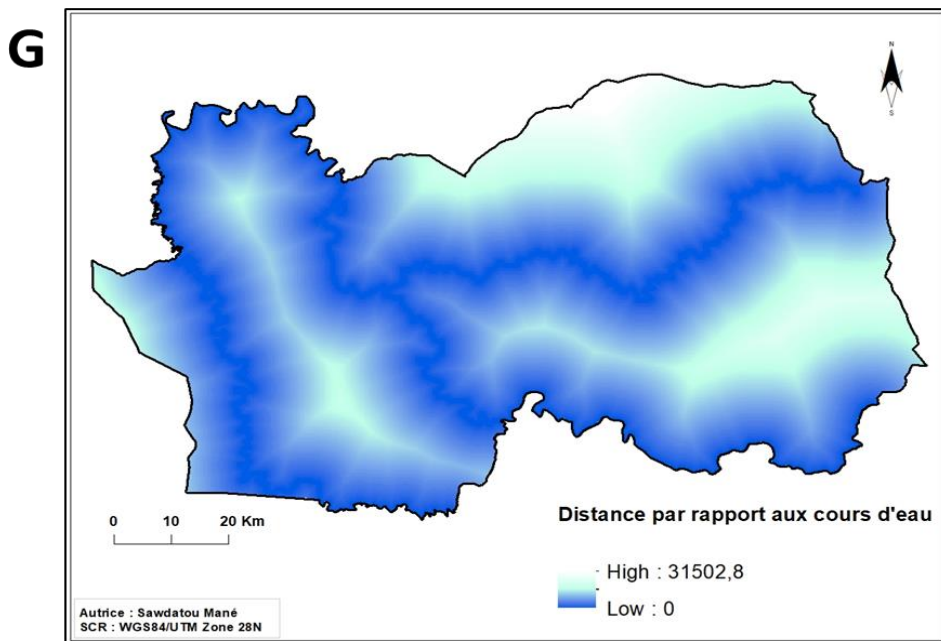 G
N
S
0 10 20 Km
Distance par rapport aux cours d'eau
High : 31502,8
Low : 0
Autrice : Sawdatou Mané
SCR : WGS84/UTM Zone 28N